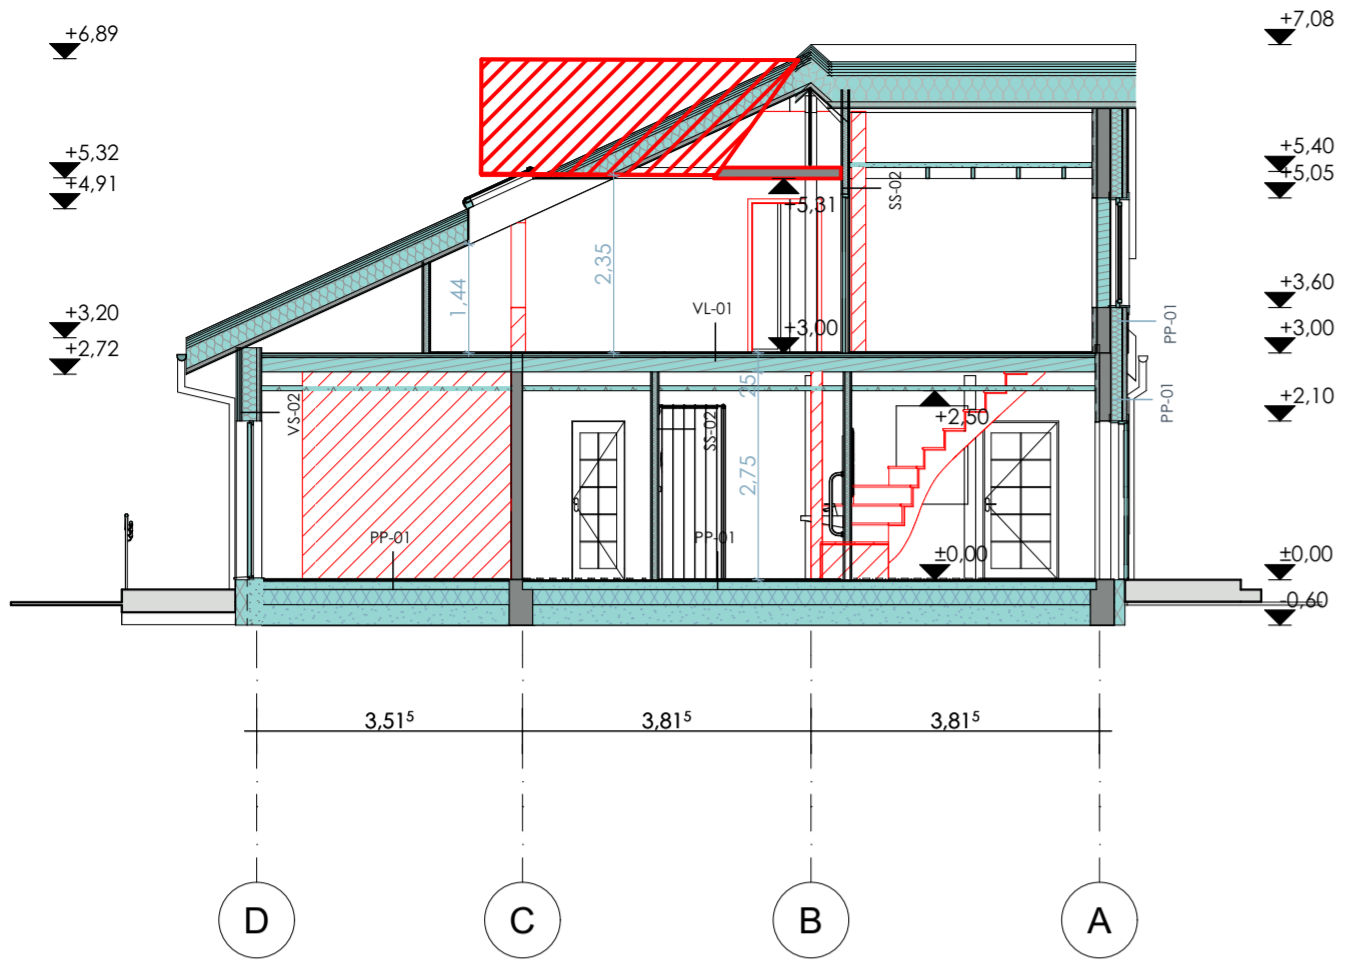 +6,89
+7,08
+5,32
+4,91
+5,40
+5,05
SS-02
+5,31
2,35
1,44
+3,60
VL-01
+3,20
+3,00
+3,00
PP-01
+2,72
25
PP-01
+2,10
VS-02
SS-02
+2,50
2,75
PP-01
PP-01
±0,00
±0,00
-0,60
3,51⁵
3,81⁵
3,81⁵
D
C
B
A